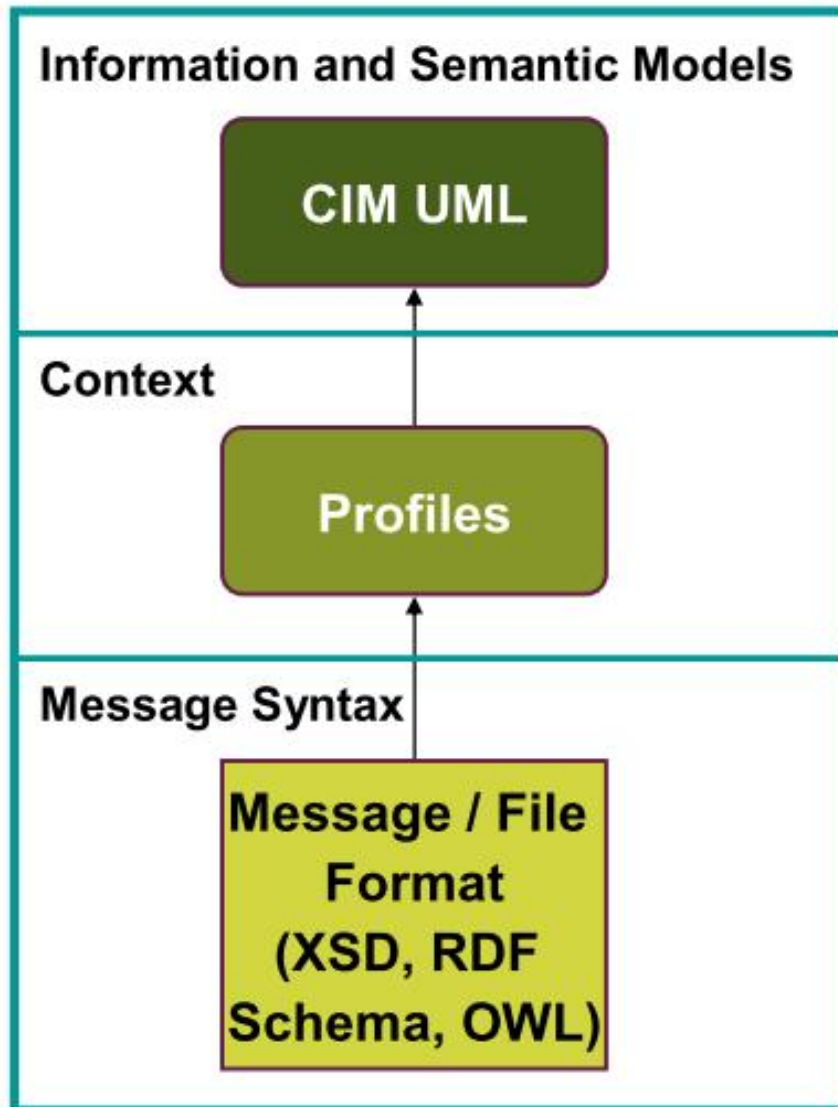 Information and Semantic Models
CIM UML
Context
Profiles
Message Syntax
Message / File
Format
(XSD, RDF
Schema, OWL)